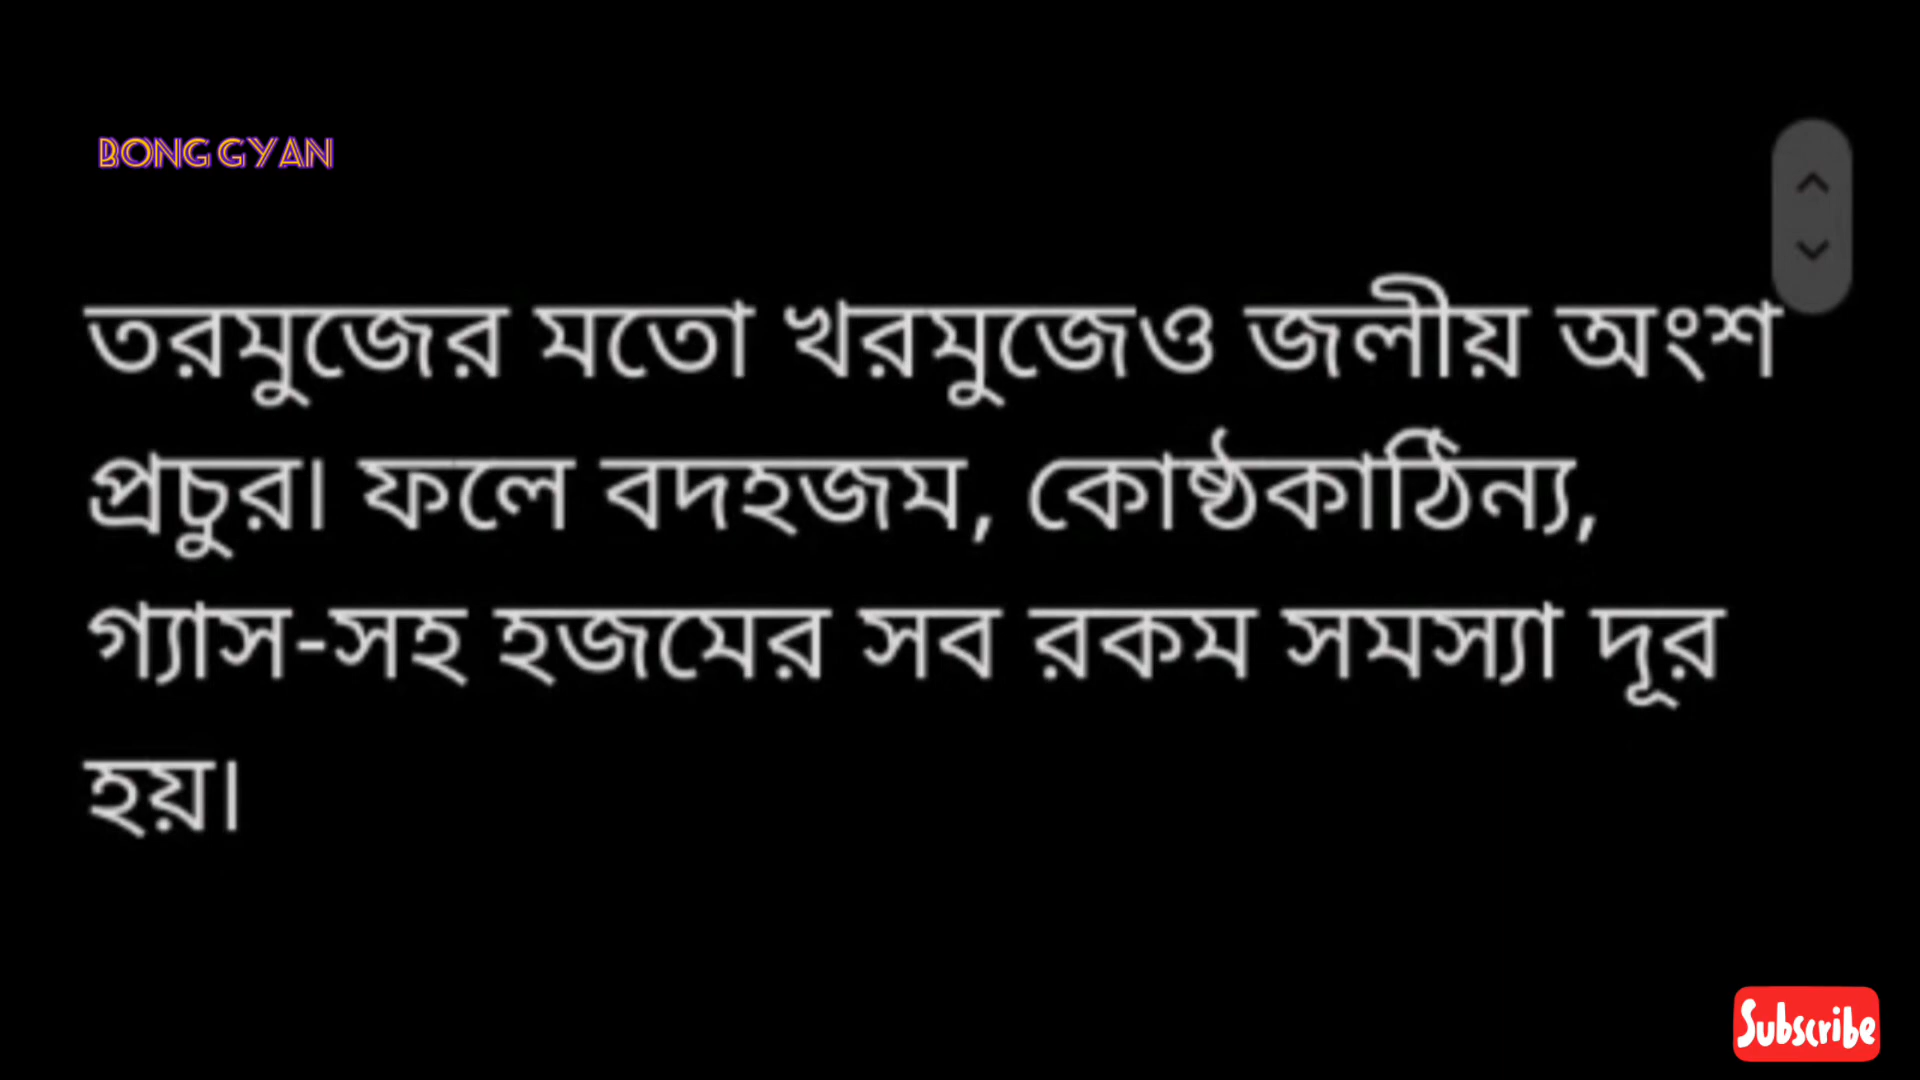 BONG GYAN
তরমুজের মতো খরমুজেও জলীয় অংশ
প্রচুর। ফলে বদহজম, কোষ্ঠকাঠিন্য,
গ্যাস-সহ হজমের সব রকম সমস্যা দূর
হয়।
Subscribe